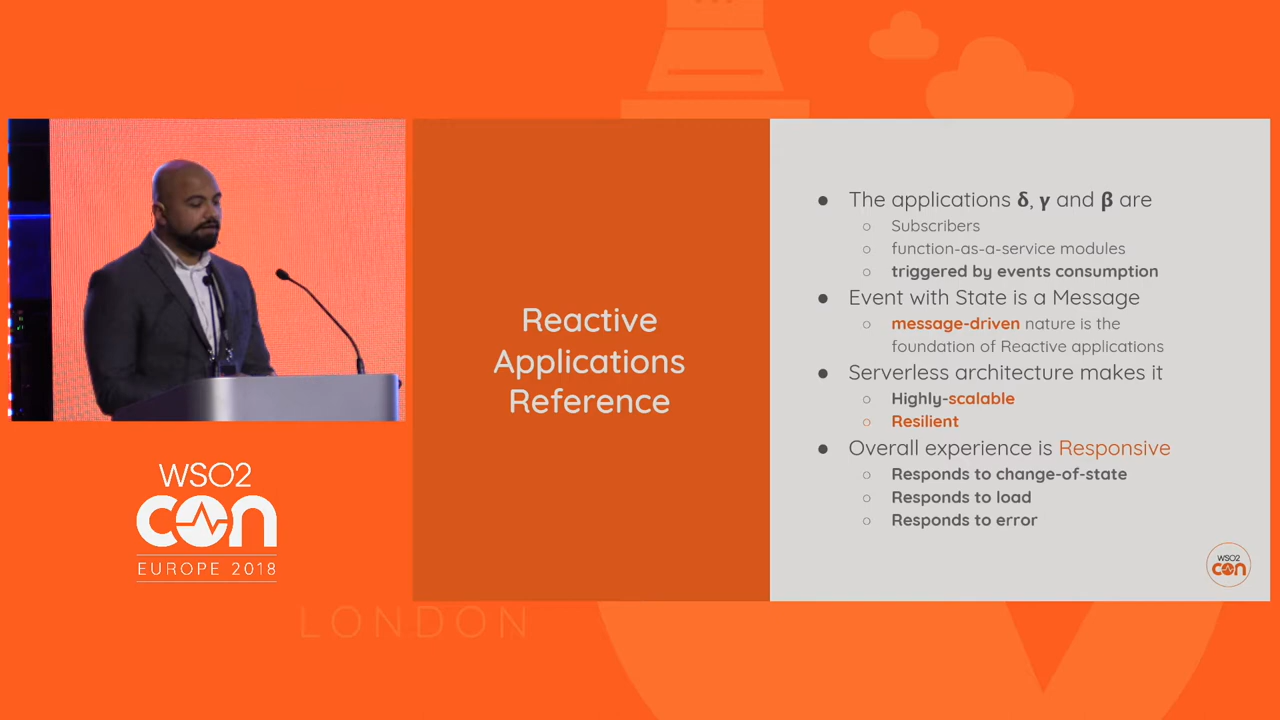 WSO2
con
EUROPE 2018
LONDON
Reactive
Applications
Reference
● The applications δ, γ and β are
○ Subscribers
○ function-as-a-service modules
○ triggered by events consumption
● Event with State is a Message
○ message-driven nature is the
foundation of Reactive applications
● Serverless architecture makes it
○ Highly-scalable
○ Resilient
● Overall experience is Responsive
○ Responds to change-of-state
○ Responds to load
○ Responds to error
WSO2
con